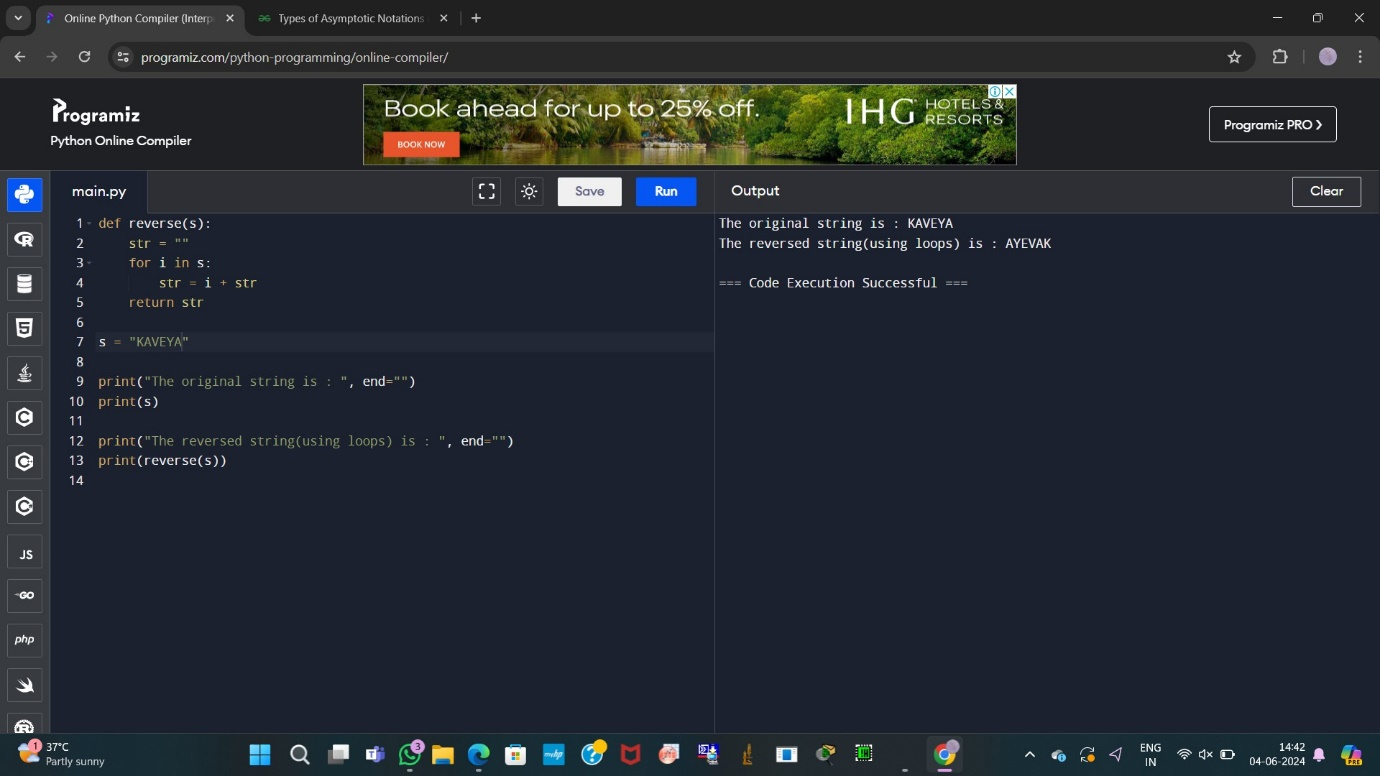 Online Python Compiler (Interp
Types of Asymptotic Notations
programiz.com/python-programming/online-compiler/
Programiz
Python Online Compiler
Book ahead for up to 25% off.
BOOK NOW
IHG HOTELS &
RESORTS
Programiz PRO >
main.py
Save
Run
Output
Clear
1 def reverse(s):
2 str = ""
3 for i in s:
4 str = i + str
5 return str
6
7 s = "KAVEYA"
8
9 print("The original string is : ", end="")
10 print(s)
11
12 print("The reversed string(using loops) is : ", end="")
13 print(reverse(s))
14
The original string is : KAVEYA
The reversed string(using loops) is : AYEVAK
=== Code Execution Successful ===
JS
GO
php
1
37°C
Partly sunny
3
ENG
IN
14:42
04-06-2024
PRE